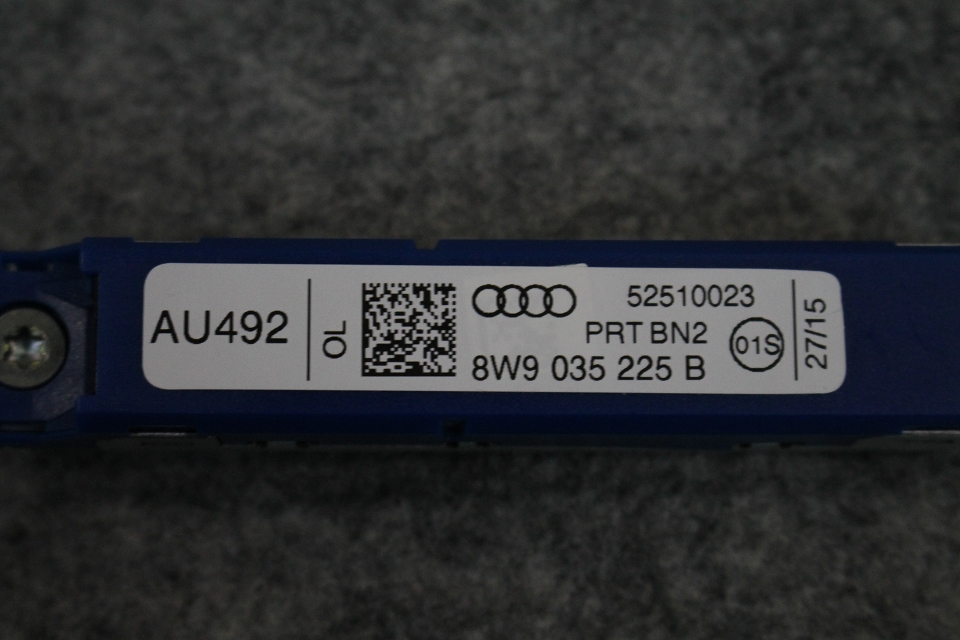 AU492
OL
52510023
PRT BN2
01S
8W9 035 225 B
27/15